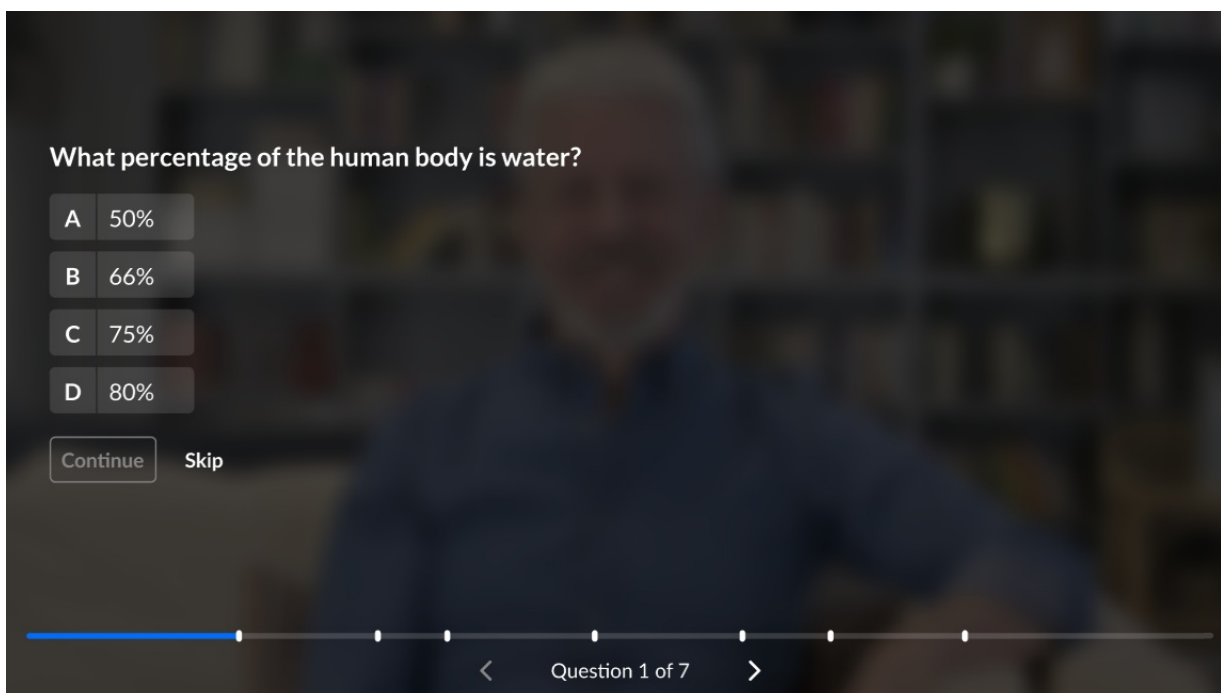 What percentage of the human body is water?
A 50%
B 66%
C 75%
D 80%
Continue Skip
Question 1 of 7